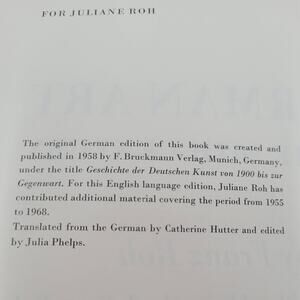 FOR JULIANE ROH
The original German edition of this book was created and
published in 1958 by F. Bruckmann Verlag, Munich, Germany,
under the title Geschichte der Deutschen Kunst von 1900 bis zur
Gegenwart. For this English language edition, Juliane Roh has
contributed additional material covering the period from 1955
to 1968.
Translated from the German by Catherine Hutter and edited
by Julia Phelps.